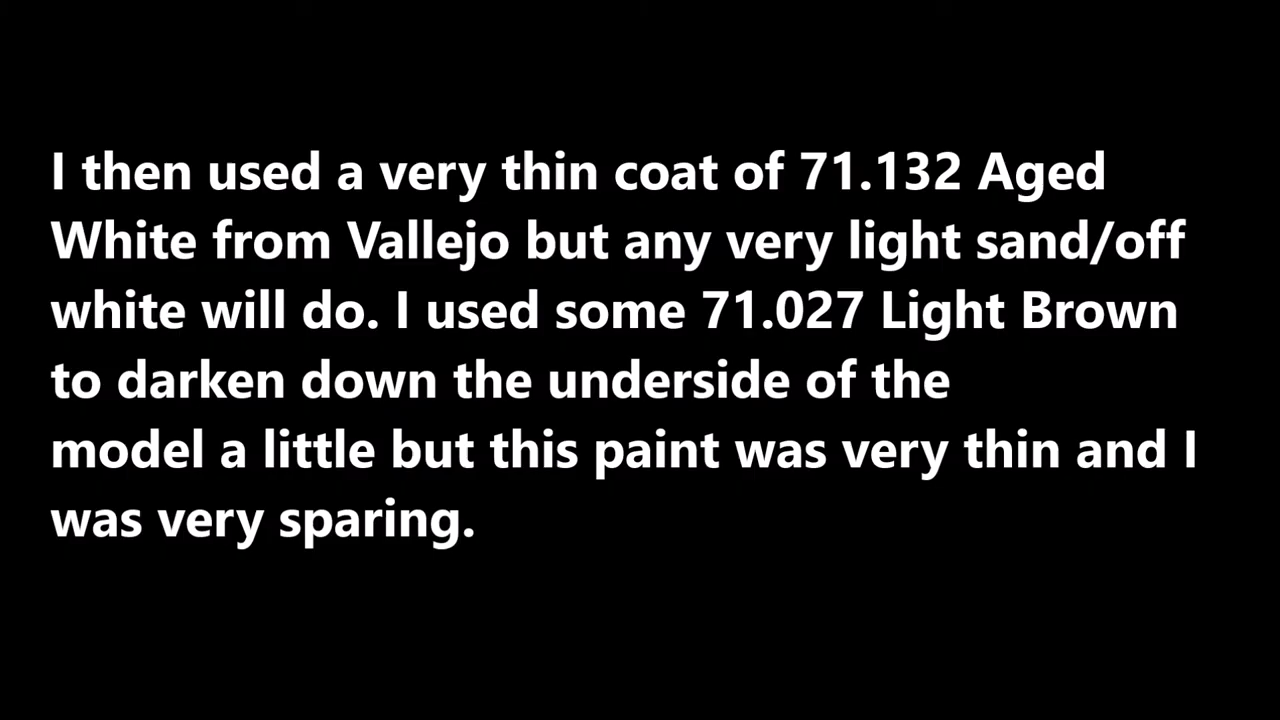 I then used a very thin coat of 71.132 Aged
White from Vallejo but any very light sand/off
white will do. I used some 71.027 Light Brown
to darken down the underside of the
model a little but this paint was very thin and I
was very sparing.